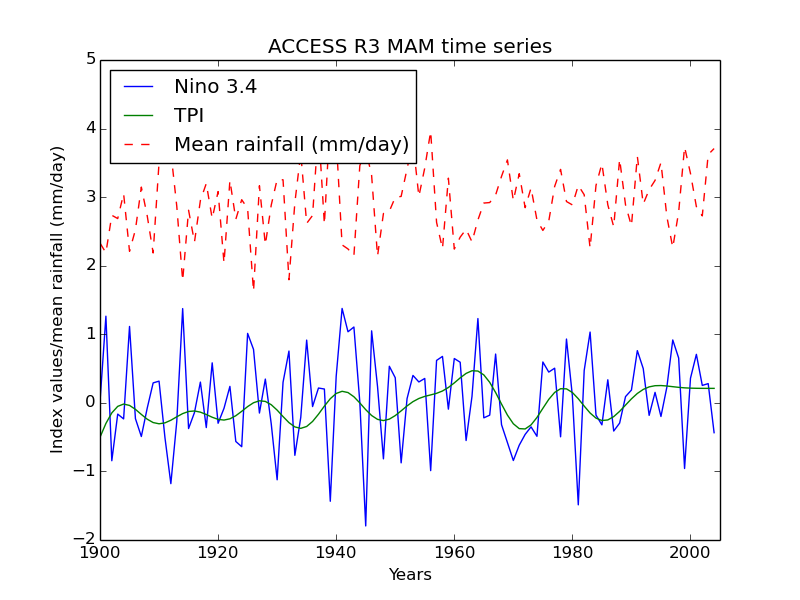 ACCESS R3 MAM time series
5
Nino 3.4
TPI
Mean rainfall (mm/day)
4
3
2
1
0
−1
−2
Index values/mean rainfall (mm/day)
1900 1920 1940 1960 1980 2000
Years